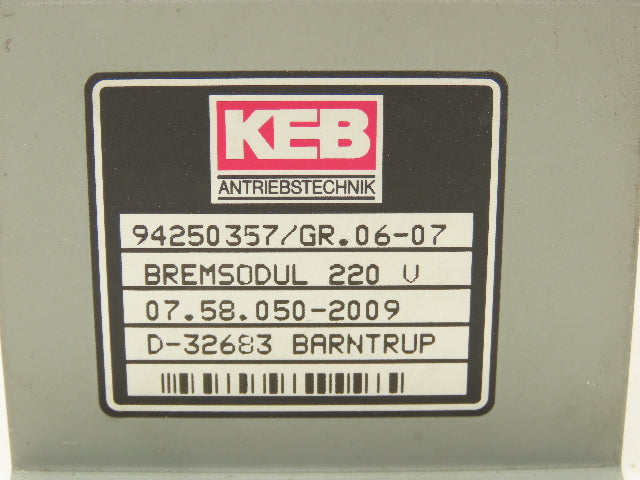 KEB
ANTRIEBSTECHNIK
94250357/GR.06-07
BREMSODUL 220 V
07.58.050-2009
D-32683 BARNTRUP